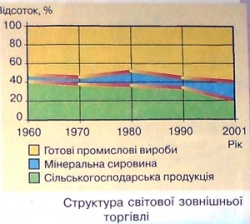 Відсоток, %
100
80
60
40
20
0
1960 1970 1980 1990 2001
Рік
Готові промислові вироби
Мінеральна сировина
Сільськогосподарська продукція
Структура світової зовнішньої
торгівлі